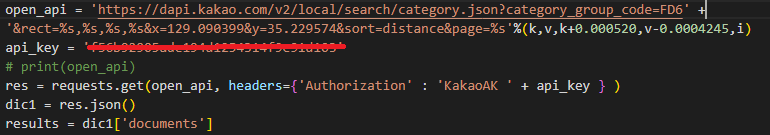 open_api = 'https://dapi.kakao.com/v2/local/search/category.json?category_group_code=FD6' +
'&rect=%s,%s,%s,%s&x=129.090399&y=35.229574&sort=distance&page=%s'%(k,v,k+0.000520,v-0.0004245,i)
api_key = '
# print(open_api)
res = requests.get(open_api, headers={'Authorization' : 'KakaoAK ' + api_key } )
dic1 = res.json()
results = dic1['documents']